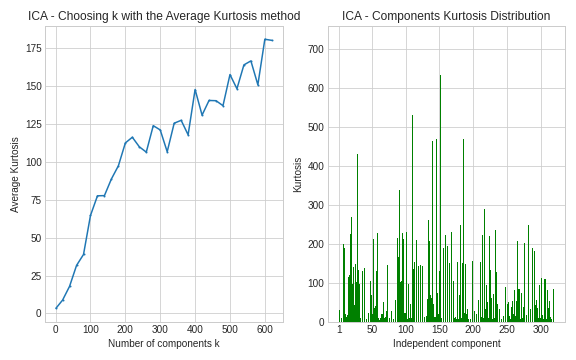 ICA - Choosing k with the Average Kurtosis method
175
150
125
100
75
50
25
0
Average Kurtosis
0 100 200 300 400 500 600
Number of components k
ICA - Components Kurtosis Distribution
700
600
500
400
300
200
100
0
Kurtosis
1 50 100 150 200 250 300
Independent component